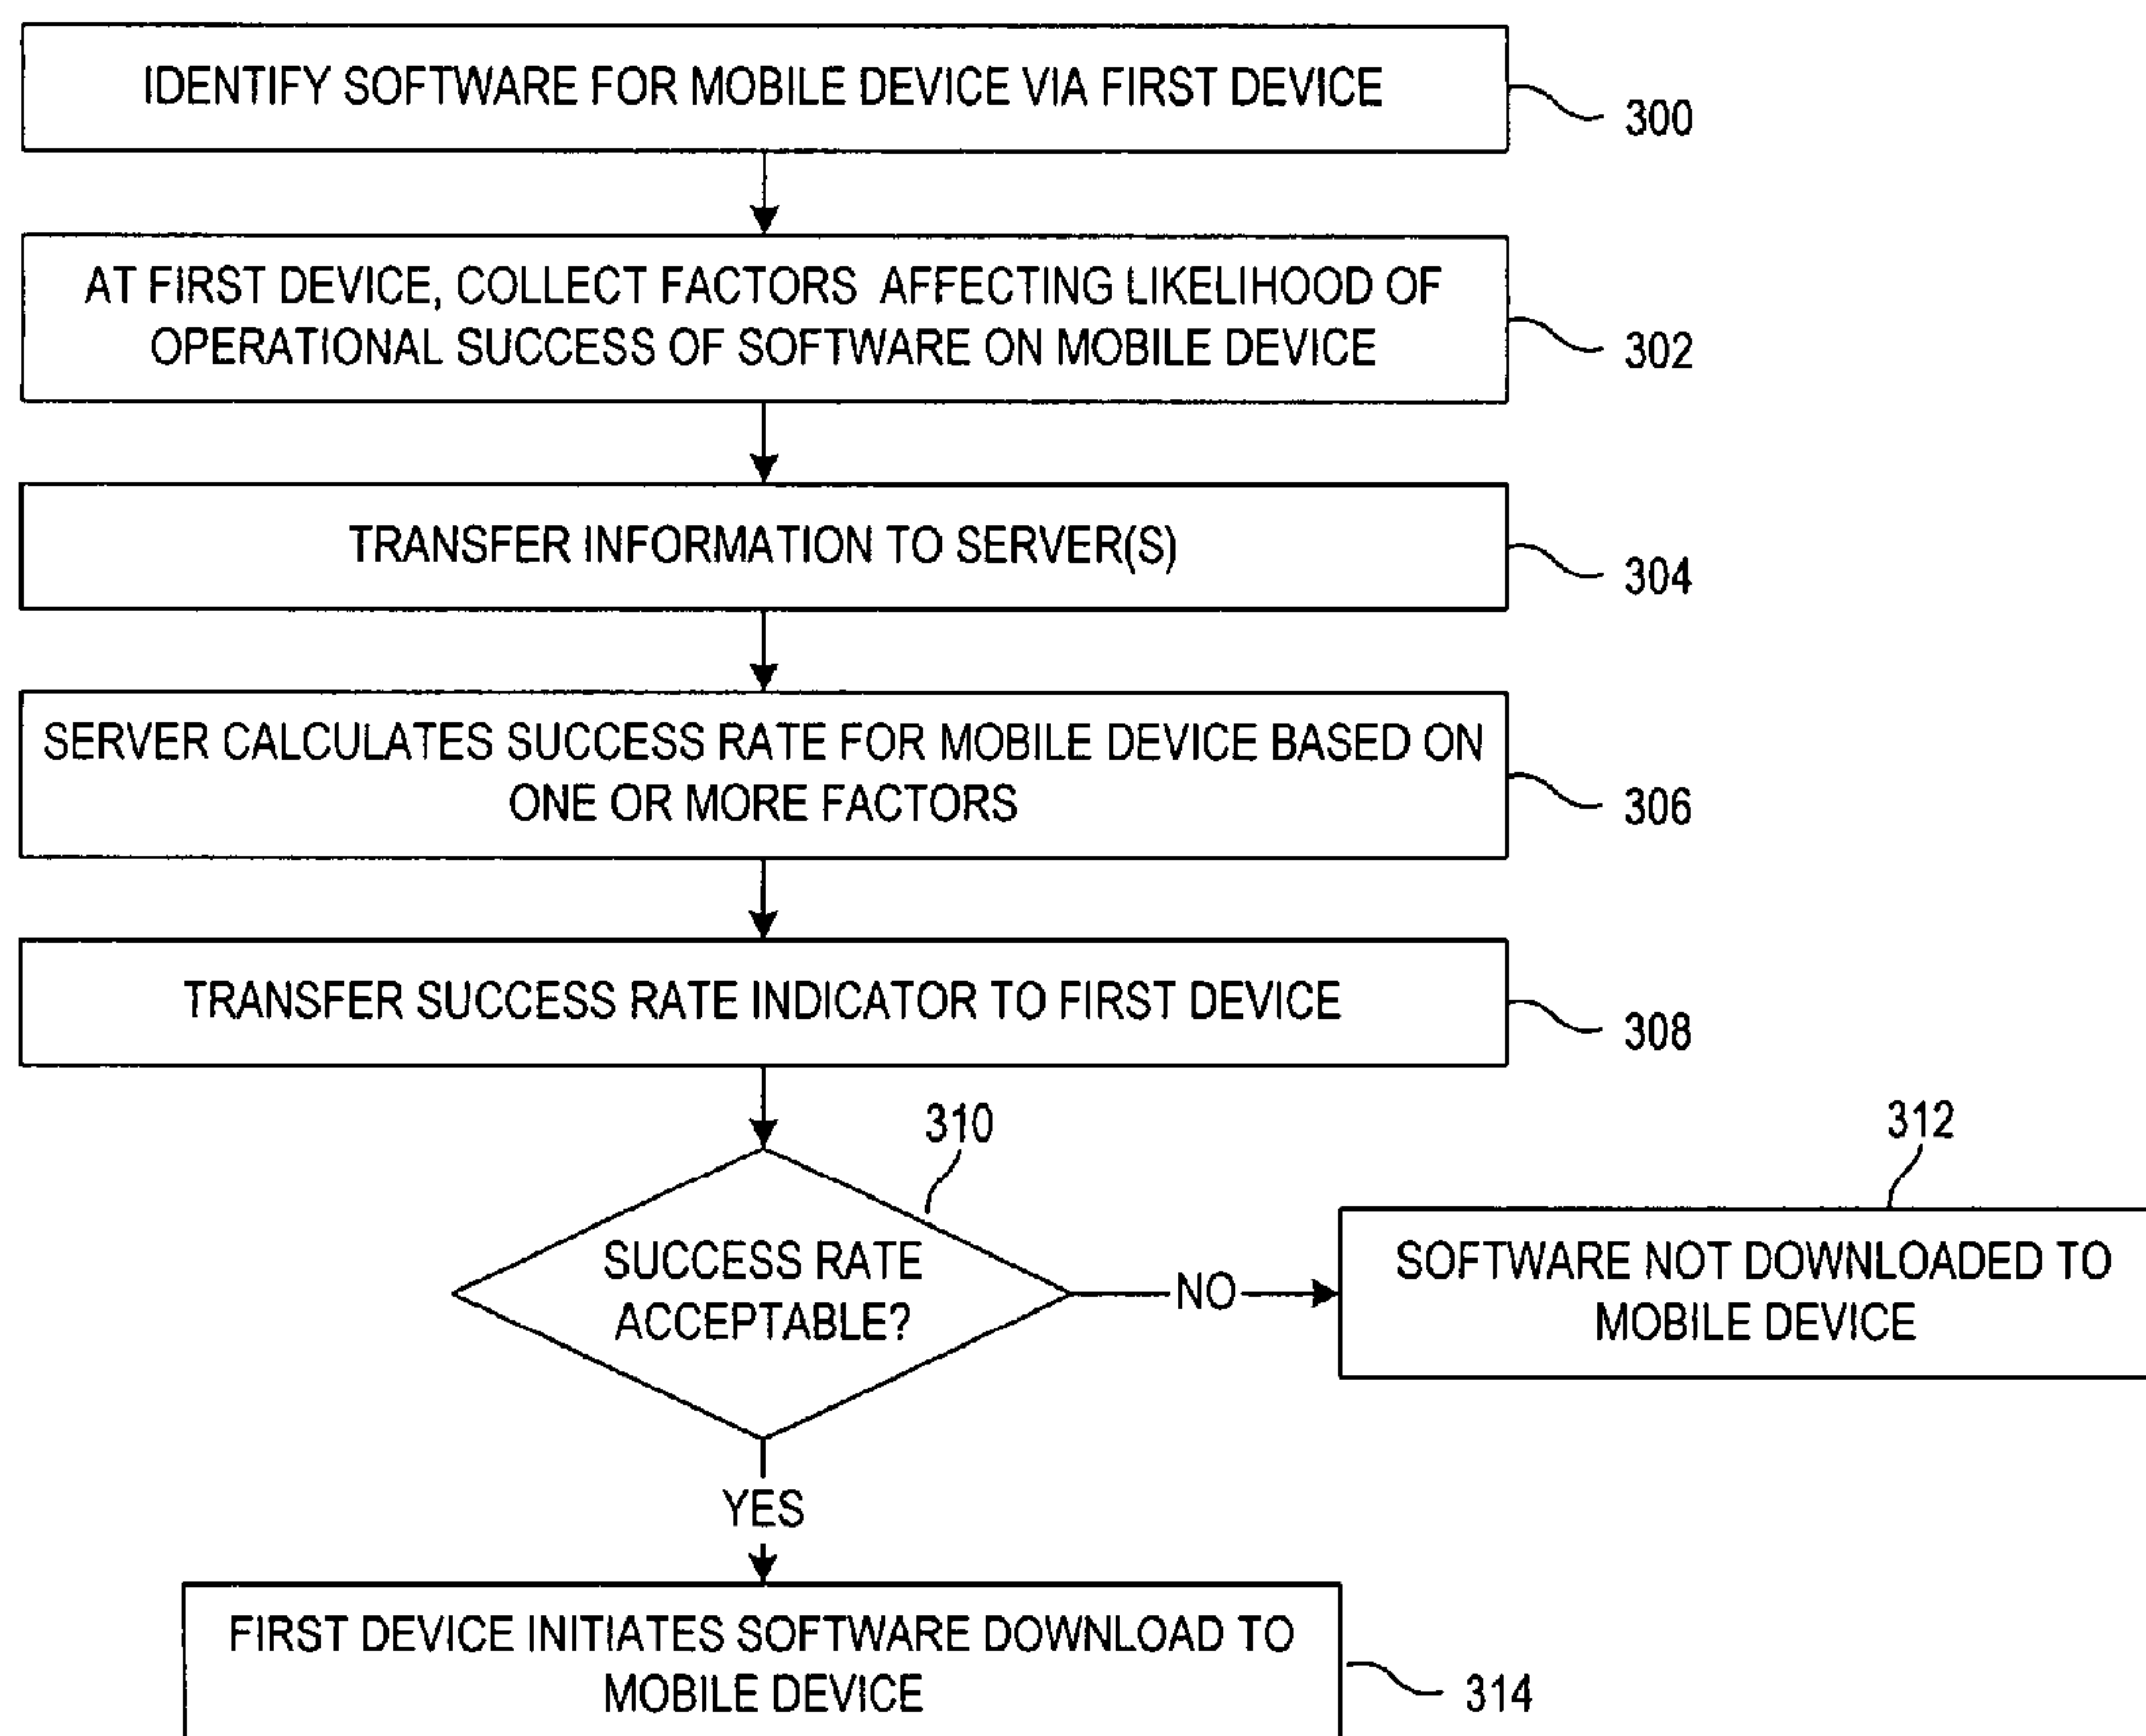 IDENTIFY SOFTWARE FOR MOBILE DEVICE VIA FIRST DEVICE
300
AT FIRST DEVICE, COLLECT FACTORS AFFECTING LIKELIHOOD OF
OPERATIONAL SUCCESS OF SOFTWARE ON MOBILE DEVICE
302
TRANSFER INFORMATION TO SERVER(S)
304
SERVER CALCULATES SUCCESS RATE FOR MOBILE DEVICE BASED ON
ONE OR MORE FACTORS
306
TRANSFER SUCCESS RATE INDICATOR TO FIRST DEVICE
308
310
SUCCESS RATE
ACCEPTABLE?
NO
312
SOFTWARE NOT DOWNLOADED TO
MOBILE DEVICE
YES
FIRST DEVICE INITIATES SOFTWARE DOWNLOAD TO
MOBILE DEVICE
314